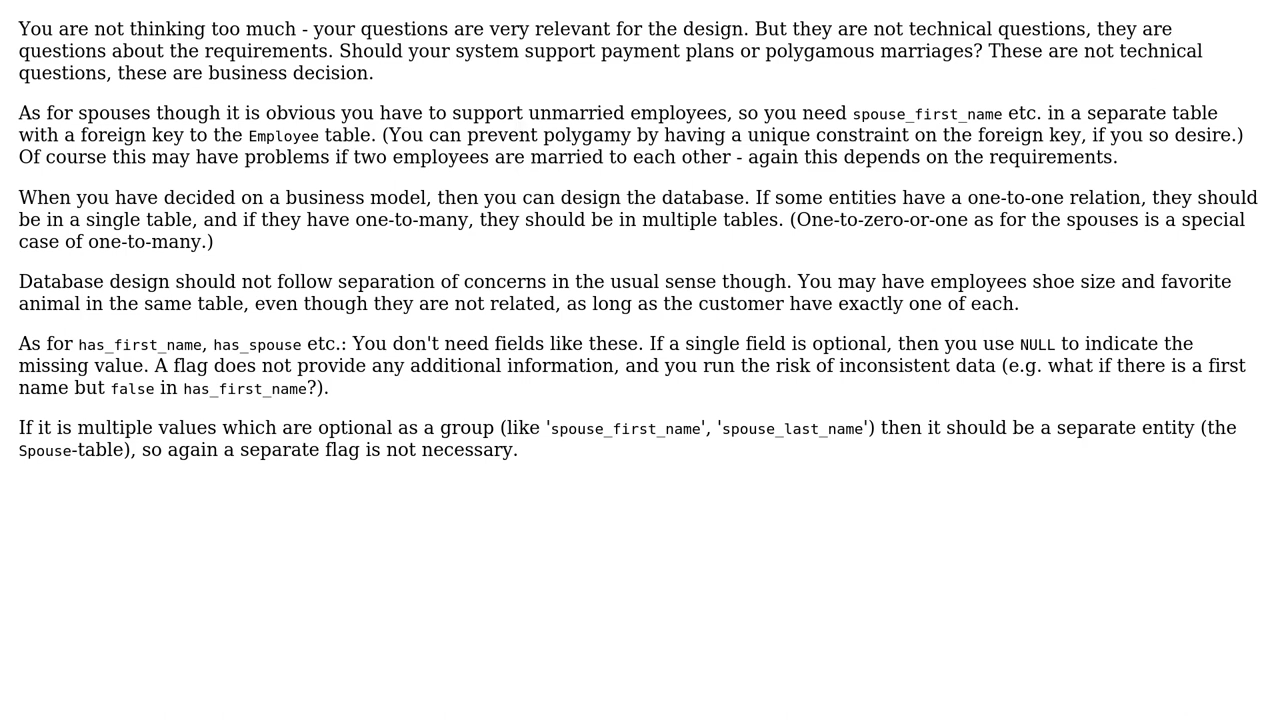 You are not thinking too much - your questions are very relevant for the design. But they are not technical questions, they are
questions about the requirements. Should your system support payment plans or polygamous marriages? These are not technical
questions, these are business decision.
As for spouses though it is obvious you have to support unmarried employees, so you need spouse_first_name etc. in a separate table
with a foreign key to the Employee table. (You can prevent polygamy by having a unique constraint on the foreign key, if you so desire.)
Of course this may have problems if two employees are married to each other - again this depends on the requirements.
When you have decided on a business model, then you can design the database. If some entities have a one-to-one relation, they should
be in a single table, and if they have one-to-many, they should be in multiple tables. (One-to-zero-or-one as for the spouses is a special
case of one-to-many.)
Database design should not follow separation of concerns in the usual sense though. You may have employees shoe size and favorite
animal in the same table, even though they are not related, as long as the customer have exactly one of each.
As for has_first_name, has_spouse etc.: You don't need fields like these. If a single field is optional, then you use NULL to indicate the
missing value. A flag does not provide any additional information, and you run the risk of inconsistent data (e.g. what if there is a first
name but false in has_first_name?).
If it is multiple values which are optional as a group (like 'spouse_first_name', 'spouse_last_name') then it should be a separate entity (the
Spouse-table), so again a separate flag is not necessary.